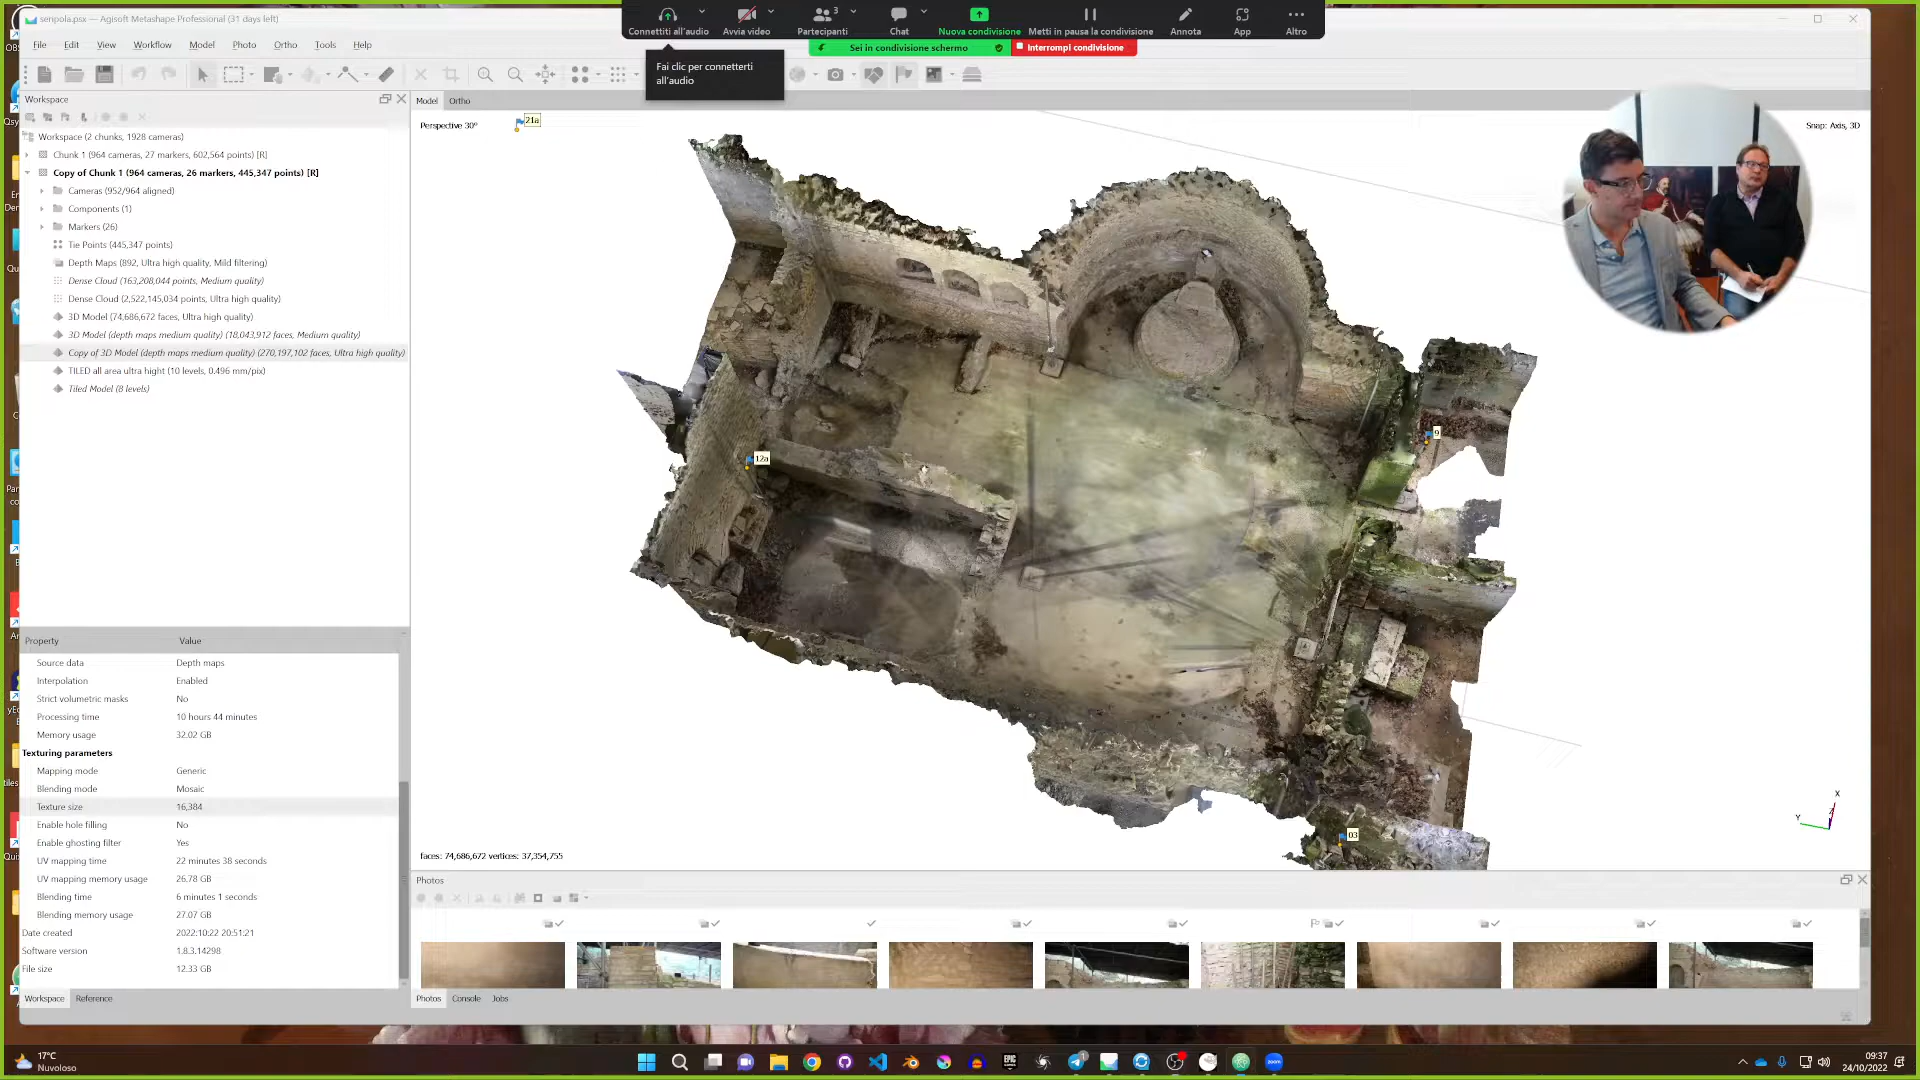 seripola.psx — Agisoft Metashape Professional (31 days left)
Connettiti all'audio
Avvia video
3
Partecipanti
Chat
Nuova condivisione
Metti in pausa la condivisione
Annota
App
Altro
Sei in condivisione schermo
Interrompi condivisione
Fai clic per connetterti
all'audio
File
Edit
View
Workflow
Model
Photo
Ortho
Tools
Help
Workspace
Workspace (2 chunks, 1928 cameras)
Chunk 1 (964 cameras, 27 markers, 602,564 points) [R]
Copy of Chunk 1 (964 cameras, 26 markers, 445,347 points) [R]
Cameras (952/964 aligned)
Components (1)
Markers (26)
Tie Points (445,347 points)
Depth Maps (892, Ultra high quality, Mild filtering)
Dense Cloud (163,208,044 points, Medium quality)
Dense Cloud (2,522,145,034 points, Ultra high quality)
3D Model (74,686,672 faces, Ultra high quality)
3D Model (depth maps medium quality) (18,043,912 faces, Medium quality)
Copy of 3D Model (depth maps medium quality) (270,197,102 faces, Ultra high quality)
TILED all area ultra hight (10 levels, 0.496 mm/pix)
Tiled Model (8 levels)
Model
Ortho
Perspective 30°
Snap: Axis, 3D
21a
12a
9
03
X
Y
Z
faces: 74,686,672 vertices: 37,354,755
Property
Value
Source data
Depth maps
Interpolation
Enabled
Strict volumetric masks
No
Processing time
10 hours 44 minutes
Memory usage
32.02 GB
Texturing parameters
Mapping mode
Generic
Blending mode
Mosaic
Texture size
16,384
Enable hole filling
No
Enable ghosting filter
Yes
UV mapping time
22 minutes 38 seconds
UV mapping memory usage
26.78 GB
Blending time
6 minutes 1 seconds
Blending memory usage
27.07 GB
Date created
2022:10:22 20:51:21
Software version
1.8.3.14298
File size
12.33 GB
Workspace
Reference
Photos
Photos
Console
Jobs
17°C
Nuvoloso
EPIC
zoom
09:37
24/10/2022